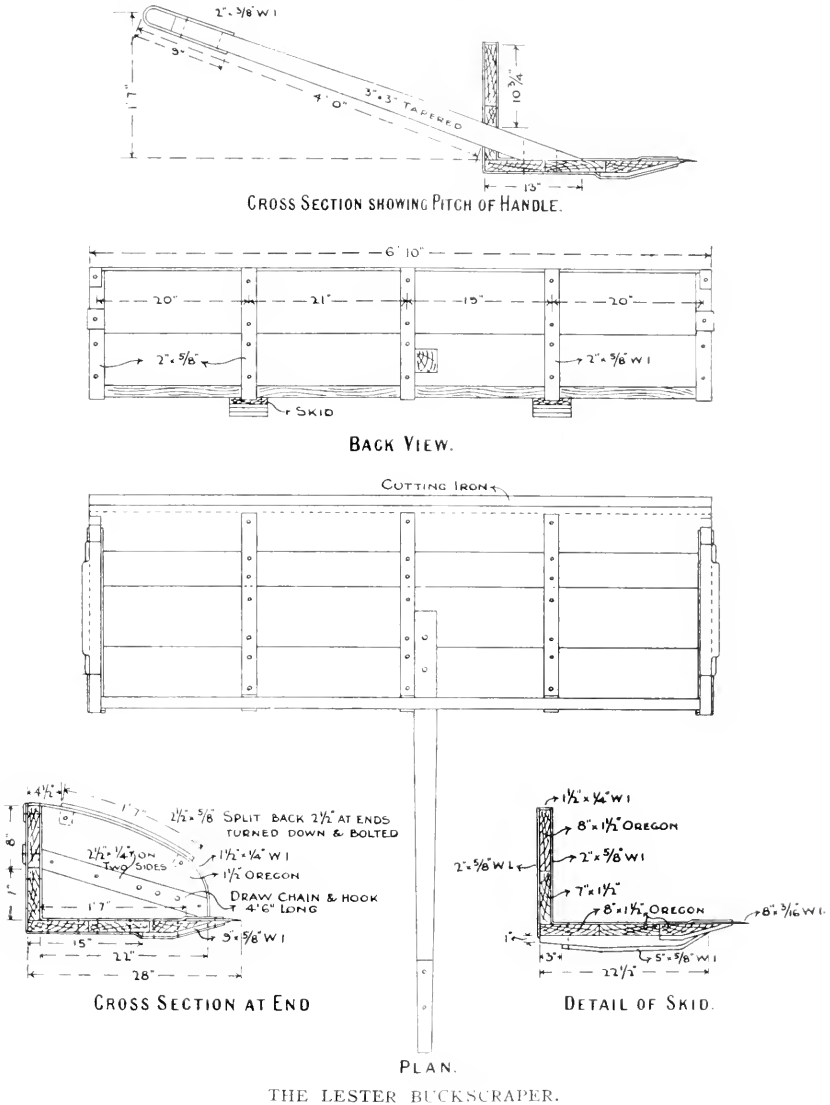 2" × 3/8" W I
9"
4' 0"
3" × 3" TAPERED
1' 7"
10 3/4"
13"
CROSS SECTION SHOWING PITCH OF HANDLE.
6' 10"
20" 21" 19" 20"
2" × 5/8" 2" × 5/8" W I
SKID
BACK VIEW.
CUTTING IRON
4 1/2"
1' 7"
2 1/2" × 5/8" SPLIT BACK 2 1/2" AT ENDS
TURNED DOWN & BOLTED
8"
2 1/2" × 1/4" ON
TWO SIDES
1 1/2" × 1/4" W I
1 1/2" OREGON
DRAW CHAIN & HOOK
4' 6" LONG
1' 7"
9" × 5/8" W I
15"
22"
28"
CROSS SECTION AT END
1 1/2" × 1/4" W I
8" × 1 1/2" OREGON
2" × 5/8" W I
2" × 5/8" W I
7" × 1 1/2"
8" × 1 1/2" OREGON
8" × 3/16" W I.
1"
3"
5" × 5/8" W I
22 1/2"
DETAIL OF SKID.
PLAN.
THE LESTER BUCKSCRAPER.